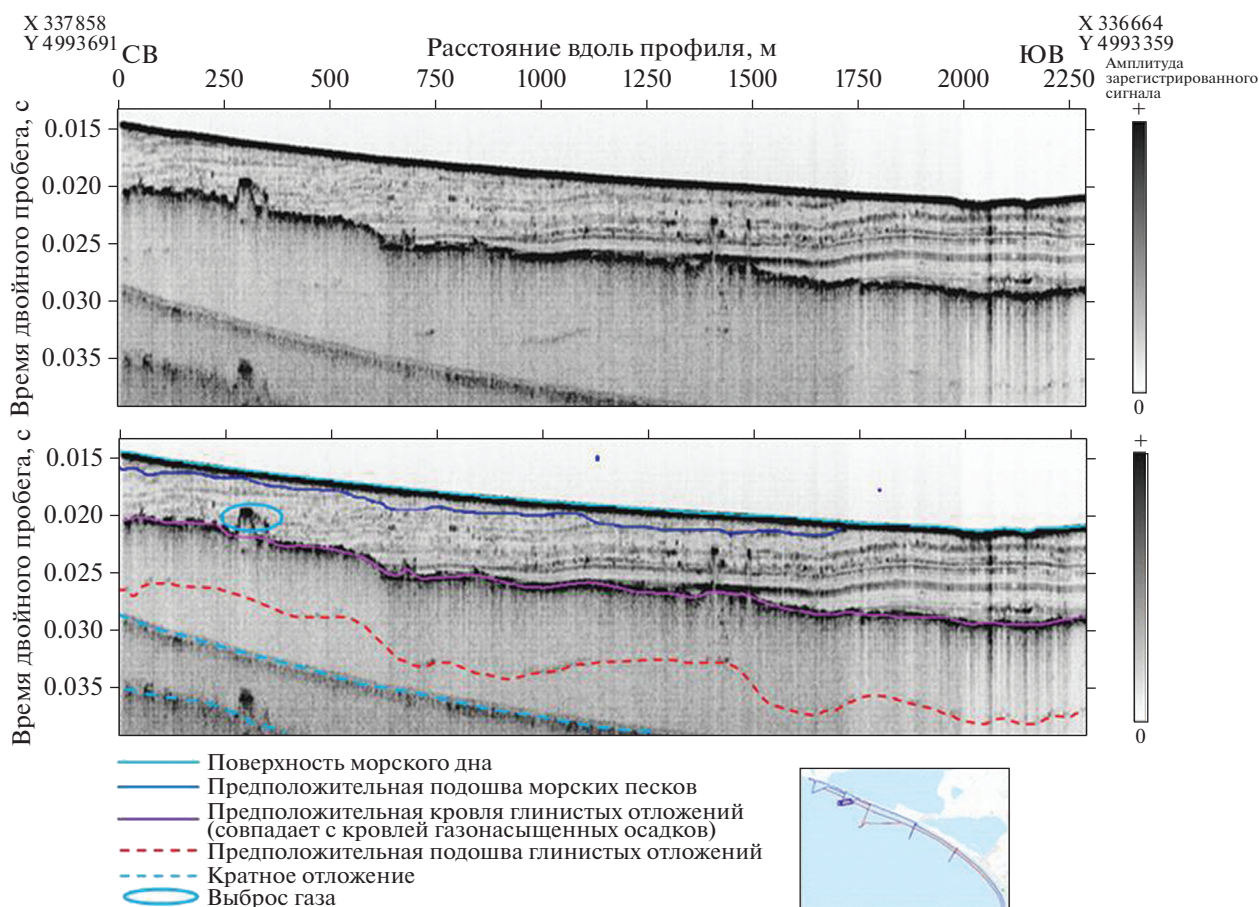 X 337858
Y 4993691
СВ
Расстояние вдоль профиля, м
ЮВ
X 336664
Y 4993359
0 250 500 750 1000 1250 1500 1750 2000 2250
Амплитуда
зарегистрированного
сигнала
Время двойного пробега, с
0.015
0.020
0.025
0.030
0.035
+
0
Время двойного пробега, с
0.015
0.020
0.025
0.030
0.035
+
0
Поверхность морского дна
Предположительная подошва морских песков
Предположительная кровля глинистых отложений
(совпадает с кровлей газонасыщенных осадков)
Предположительная подошва глинистых отложений
Кратное отложение
Выброс газа